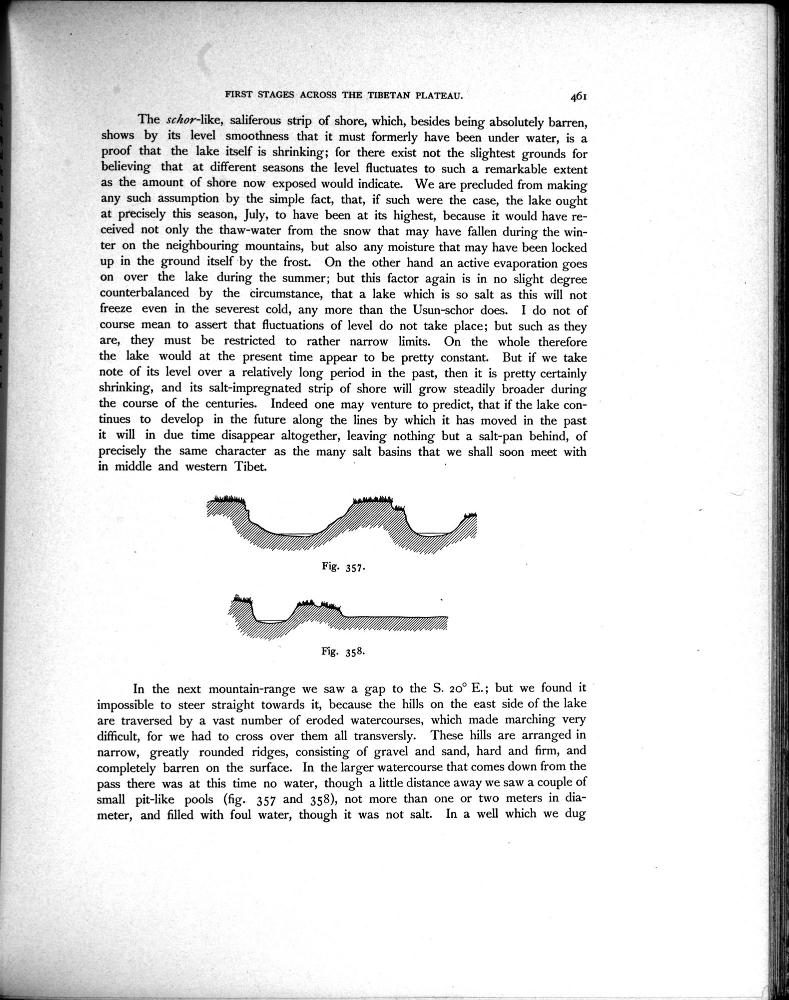 FIRST STAGES ACROSS THE TIBETAN PLATEAU. 461
The schor-like, saliferous strip of shore, which, besides being absolutely barren,
shows by its level smoothness that it must formerly have been under water, is a
proof that the lake itself is shrinking; for there exist not the slightest grounds for
believing that at different seasons the level fluctuates to such a remarkable extent
as the amount of shore now exposed would indicate. We are precluded from making
any such assumption by the simple fact, that, if such were the case, the lake ought
at precisely this season, July, to have been at its highest, because it would have re-
ceived not only the thaw-water from the snow that may have fallen during the win-
ter on the neighbouring mountains, but also any moisture that may have been locked
up in the ground itself by the frost. On the other hand an active evaporation goes
on over the lake during the summer; but this factor again is in no slight degree
counterbalanced by the circumstance, that a lake which is so salt as this will not
freeze even in the severest cold, any more than the Usun-schor does. I do not of
course mean to assert that fluctuations of level do not take place; but such as they
are, they must be restricted to rather narrow limits. On the whole therefore
the lake would at the present time appear to be pretty constant. But if we take
note of its level over a relatively long period in the past, then it is pretty certainly
shrinking, and its salt-impregnated strip of shore will grow steadily broader during
the course of the centuries. Indeed one may venture to predict, that if the lake con-
tinues to develop in the future along the lines by which it has moved in the past
it will in due time disappear altogether, leaving nothing but a salt-pan behind, of
precisely the same character as the many salt basins that we shall soon meet with
in middle and western Tibet.
Fig. 357.
Fig. 358.
In the next mountain-range we saw a gap to the S. 20° E.; but we found it
impossible to steer straight towards it, because the hills on the east side of the lake
are traversed by a vast number of eroded watercourses, which made marching very
difficult, for we had to cross over them all transversly. These hills are arranged in
narrow, greatly rounded ridges, consisting of gravel and sand, hard and firm, and
completely barren on the surface. In the larger watercourse that comes down from the
pass there was at this time no water, though a little distance away we saw a couple of
small pit-like pools (fig. 357 and 358), not more than one or two meters in dia-
meter, and filled with foul water, though it was not salt. In a well which we dug